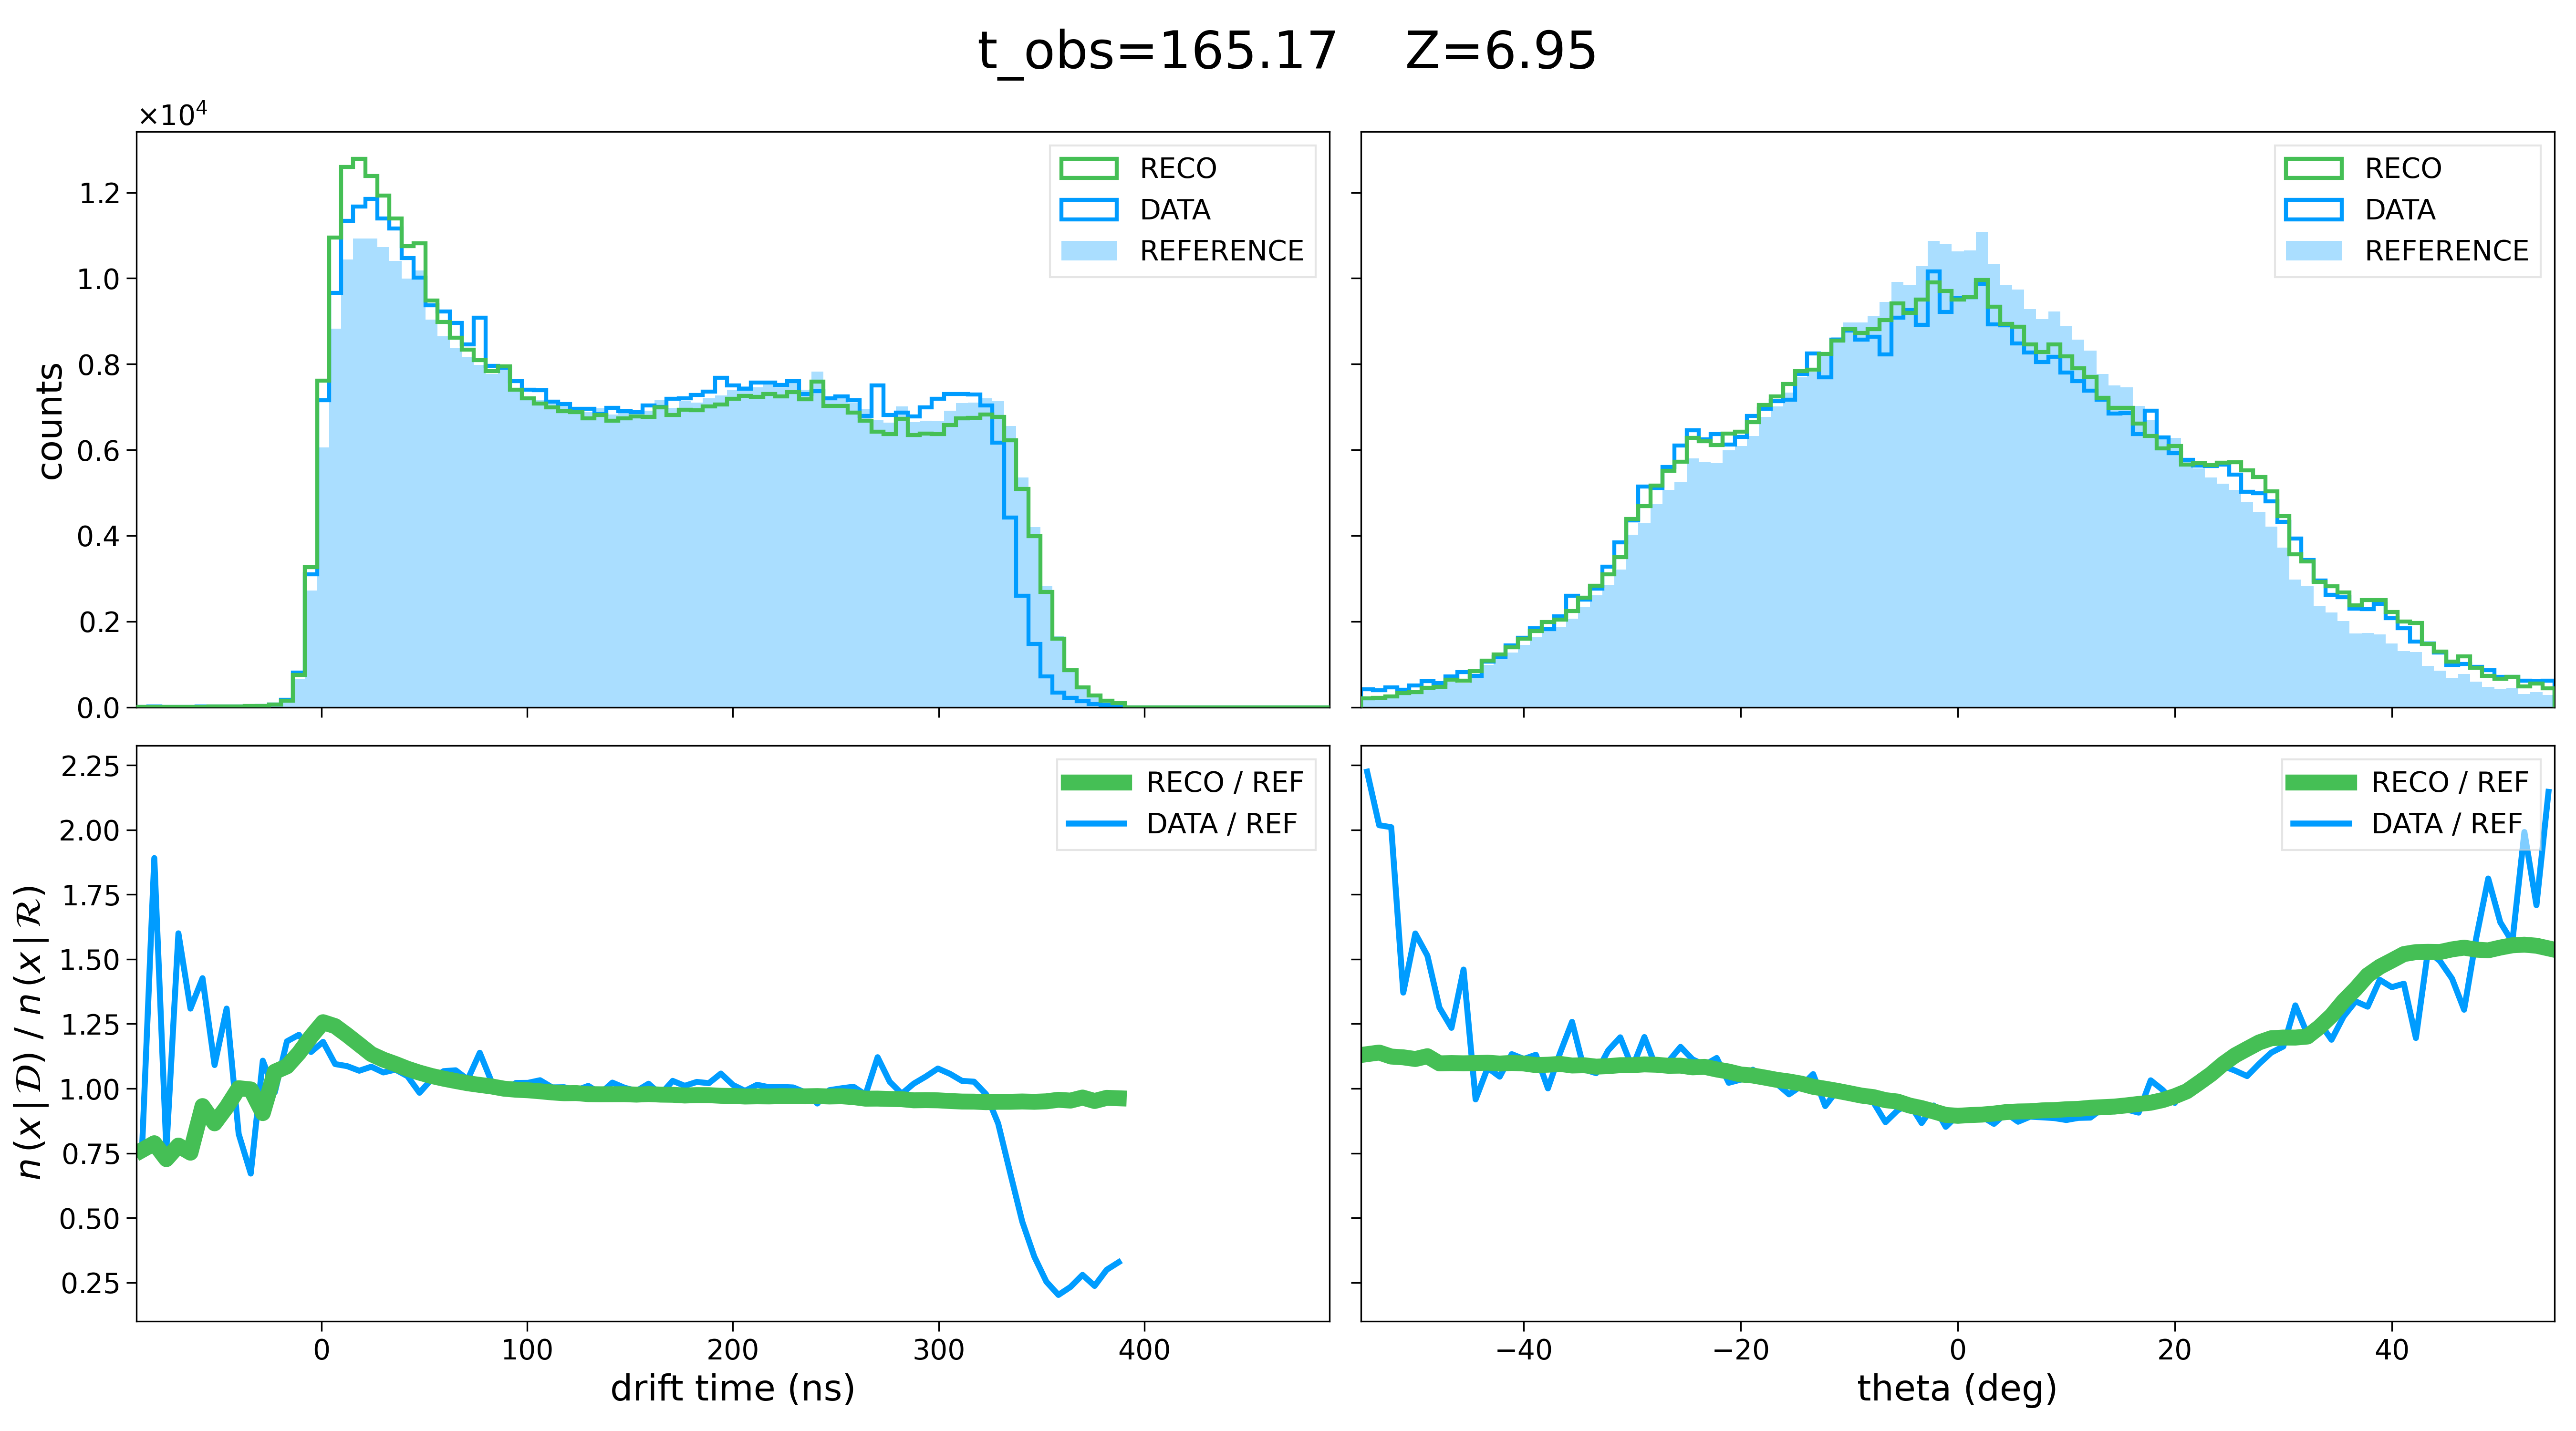 t_obs=165.17 Z=6.95
×10⁴
RECO
DATA
REFERENCE
1.2
1.0
0.8
0.6
0.4
0.2
0.0
counts
RECO
DATA
REFERENCE
2.25
2.00
1.75
1.50
1.25
1.00
0.75
0.50
0.25
n(x|𝒟) / n(x|ℛ)
RECO / REF
DATA / REF
0 100 200 300 400
drift time (ns)
RECO / REF
DATA / REF
−40 −20 0 20 40
theta (deg)